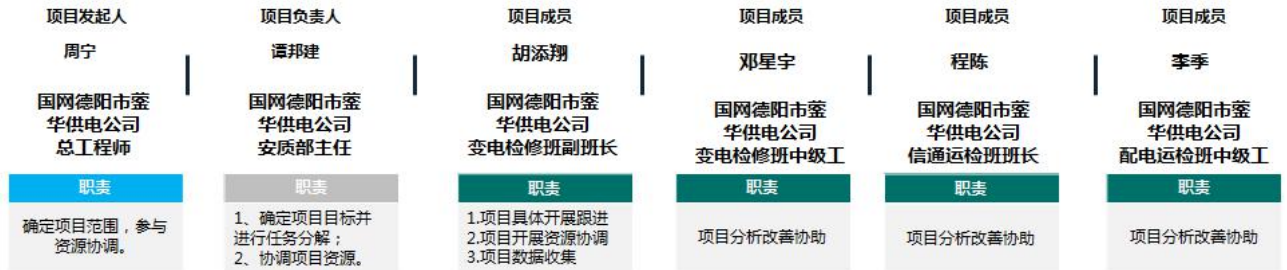 项目发起人
周宁
国网德阳市蓥
华供电公司
总工程师
职责
确定项目范围，参与
资源协调。
项目负责人
谭邦建
国网德阳市蓥
华供电公司
安质部主任
职责
1、确定项目目标并
进行任务分解；
2、协调项目资源。
项目成员
胡添翔
国网德阳市蓥
华供电公司
变电检修班副班长
职责
1.项目具体开展跟进
2.项目开展资源协调
3.项目数据收集
项目成员
邓星宇
国网德阳市蓥
华供电公司
变电检修班中级工
职责
项目分析改善协助
项目成员
程陈
国网德阳市蓥
华供电公司
信通运检班班长
职责
项目分析改善协助
项目成员
李季
国网德阳市蓥
华供电公司
配电运检班中级工
职责
项目分析改善协助